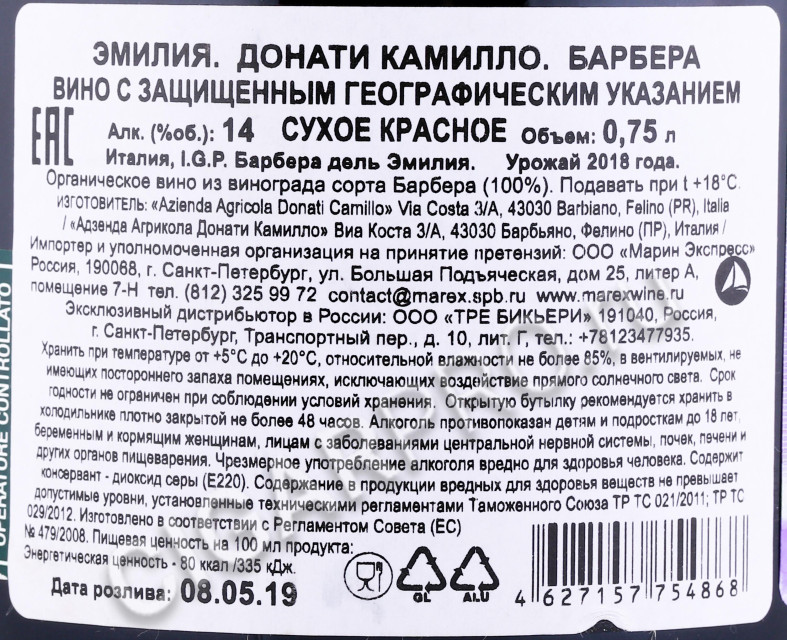 ЭМИЛИЯ. ДОНАТИ КАМИЛЛО. БАРБЕРА
ВИНО С ЗАЩИЩЕННЫМ ГЕОГРАФИЧЕСКИМ УКАЗАНИЕМ
EAC Алк. (%об.): 14 СУХОЕ КРАСНОЕ Объем: 0,75 л
Италия, I.G.P. Барбера дель Эмилия. Урожай 2018 года.
Органическое вино из винограда сорта Барбера (100%). Подавать при t +18°C.
ИЗГОТОВИТЕЛЬ: «Azienda Agricola Donati Camillo» Via Costa 3/A, 43030 Barbiano, Felino (PR), Italia
/ «Адзенда Агрикола Донати Камилло» Виа Коста 3/А, 43030 Барбьяно, Фелино (ПР), Италия /
Импортер и уполномоченная организация на принятие претензий: ООО «Марин Экспресс»
Россия, 190068, г. Санкт-Петербург, ул. Большая Подъяческая, дом 25, литер А,
помещение 7-Н тел. (812) 325 99 72 contact@marex.spb.ru www.marexwine.ru
Эксклюзивный дистрибьютор в России: ООО «ТРЕ БИКЬЕРИ» 191040, Россия,
г. Санкт-Петербург, Транспортный пер., д. 10, лит. Г, тел.: +78123477935.
Хранить при температуре от +5°C до +20°C, относительной влажности не более 85%, в вентилируемых, не
имеющих постороннего запаха помещениях, исключающих воздействие прямого солнечного света. Срок
годности не ограничен при соблюдении условий хранения. Открытую бутылку рекомендуется хранить в
холодильнике плотно закрытой не более 48 часов. Алкоголь противопоказан детям и подросткам до 18 лет,
беременным и кормящим женщинам, лицам с заболеваниями центральной нервной системы, почек, печени и
других органов пищеварения. Чрезмерное употребление алкоголя вредно для здоровья человека. Содержит
консервант - диоксид серы (Е220). Содержание в продукции вредных для здоровья веществ не превышает
допустимые уровни, установленные техническими регламентами Таможенного Союза ТР ТС 021/2011; ТР ТС
029/2012. Изготовлено в соответствии с Регламентом Совета (ЕС)
№ 479/2008. Пищевая ценность на 100 мл продукта:
Энергетическая ценность - 80 ккал /335 кДж.
Дата розлива: 08.05.19
GL ALU
4 627157 754868
OPERATORE CONTROLLATO